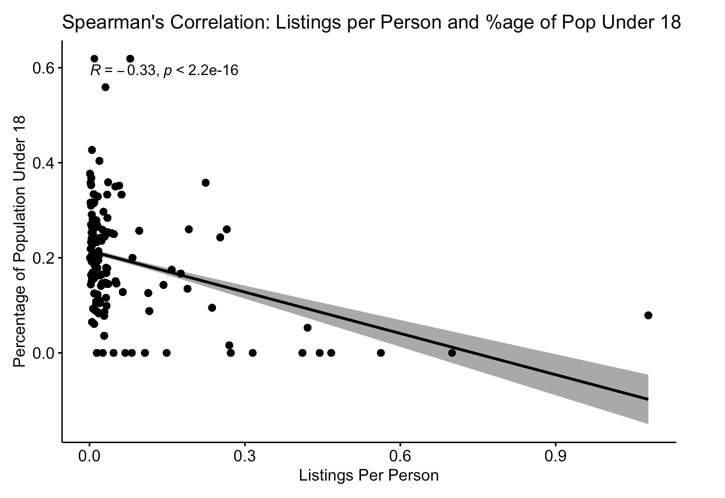 Spearman's Correlation: Listings per Person and %age of Pop Under 18
R = −0.33, p < 2.2e-16
Percentage of Population Under 18
0.6
0.4
0.2
0.0
0.0 0.3 0.6 0.9
Listings Per Person